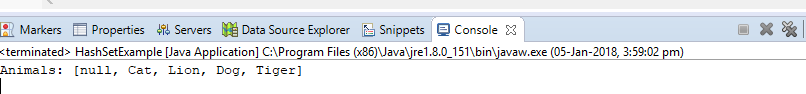 Markers Properties Servers Data Source Explorer Snippets Console
<terminated> HashSetExample [Java Application] C:\Program Files (x86)\Java\jre1.8.0_151\bin\javaw.exe (05-Jan-2018, 3:59:02 pm)
Animals: [null, Cat, Lion, Dog, Tiger]